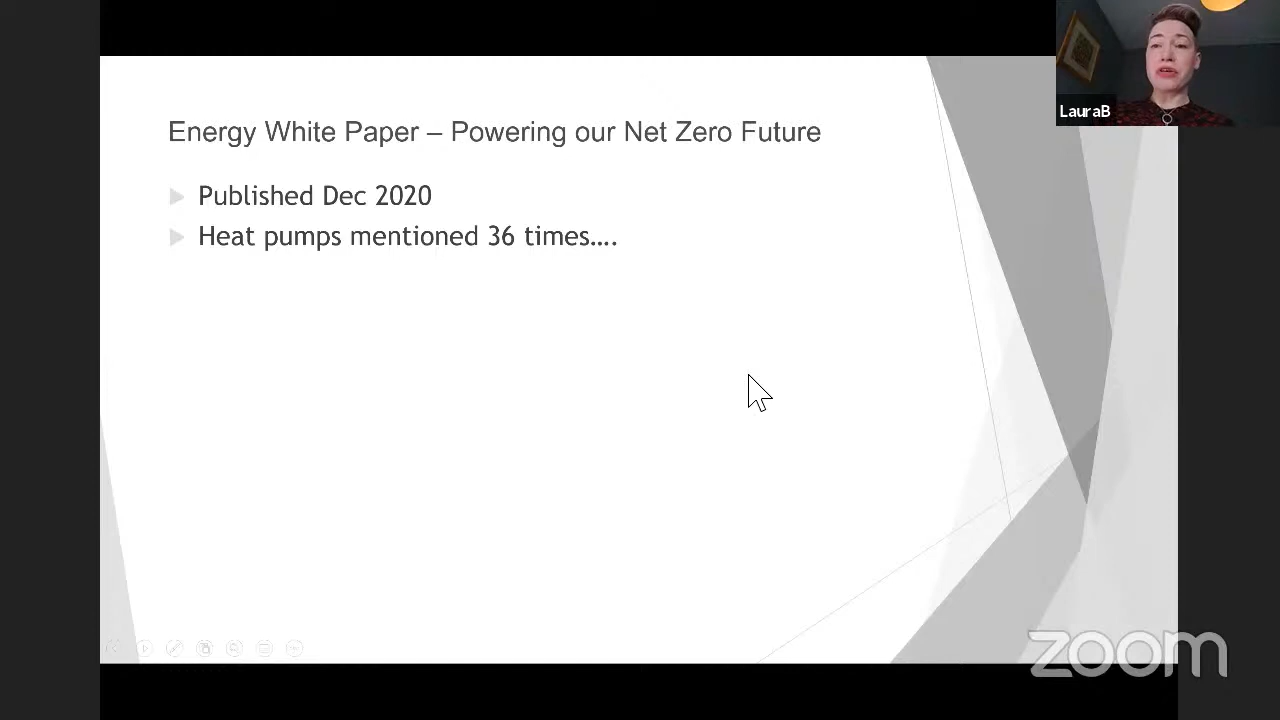 LauraB
Energy White Paper – Powering our Net Zero Future
Published Dec 2020
Heat pumps mentioned 36 times….
zoom